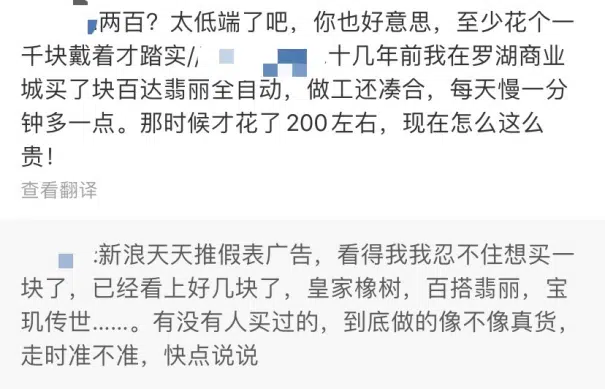 :两百？太低端了吧，你也好意思，至少花个一
千块戴着才踏实//          :十几年前我在罗湖商业
城买了块百达翡丽全自动，做工还凑合，每天慢一分
钟多一点。那时候才花了200左右，现在怎么这么
贵！
查看翻译
:新浪天天推假表广告，看得我我忍不住想买一
块了，已经看上好几块了，皇家橡树，百搭翡丽，宝
玑传世……。有没有人买过的，到底做的像不像真货，
走时准不准，快点说说